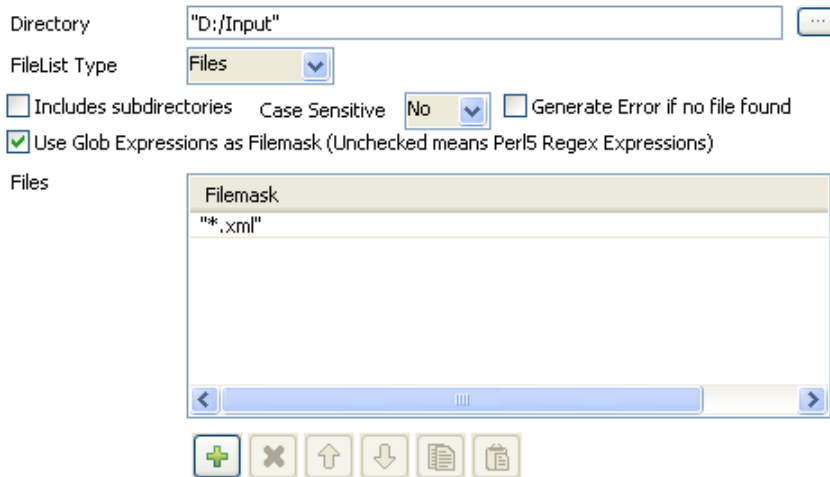 Directory "D:/Input" ...
FileList Type Files
Includes subdirectories Case Sensitive No Generate Error if no file found
Use Glob Expressions as Filemask (Unchecked means Perl5 Regex Expressions)
Files
Filemask
"*.xml"